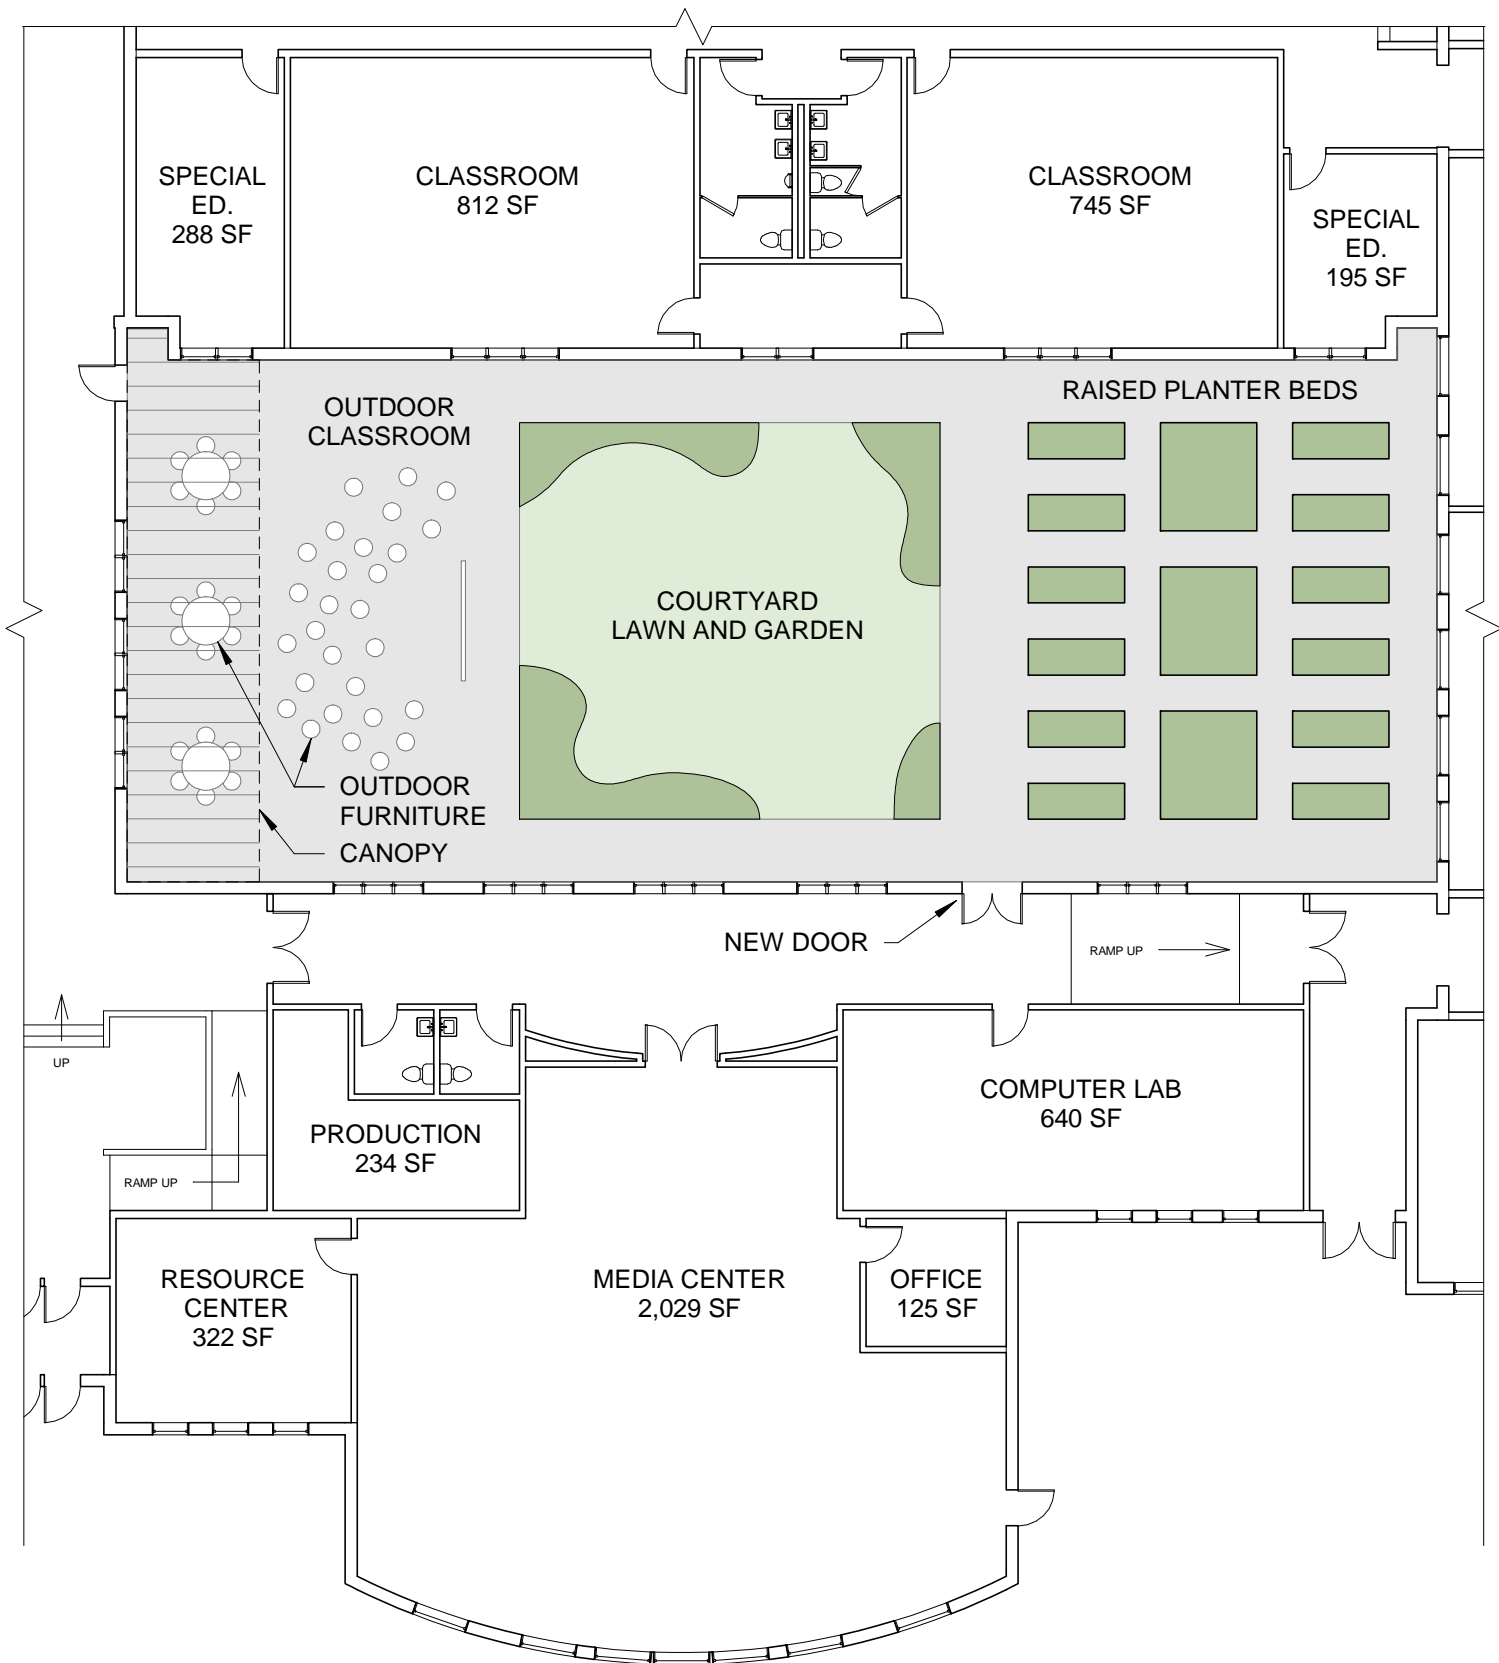 SPECIAL
ED.
288 SF
CLASSROOM
812 SF
CLASSROOM
745 SF
SPECIAL
ED.
195 SF
OUTDOOR
CLASSROOM
RAISED PLANTER BEDS
COURTYARD
LAWN AND GARDEN
OUTDOOR
FURNITURE
CANOPY
NEW DOOR
RAMP UP
UP
RAMP UP
PRODUCTION
234 SF
COMPUTER LAB
640 SF
RESOURCE
CENTER
322 SF
MEDIA CENTER
2,029 SF
OFFICE
125 SF